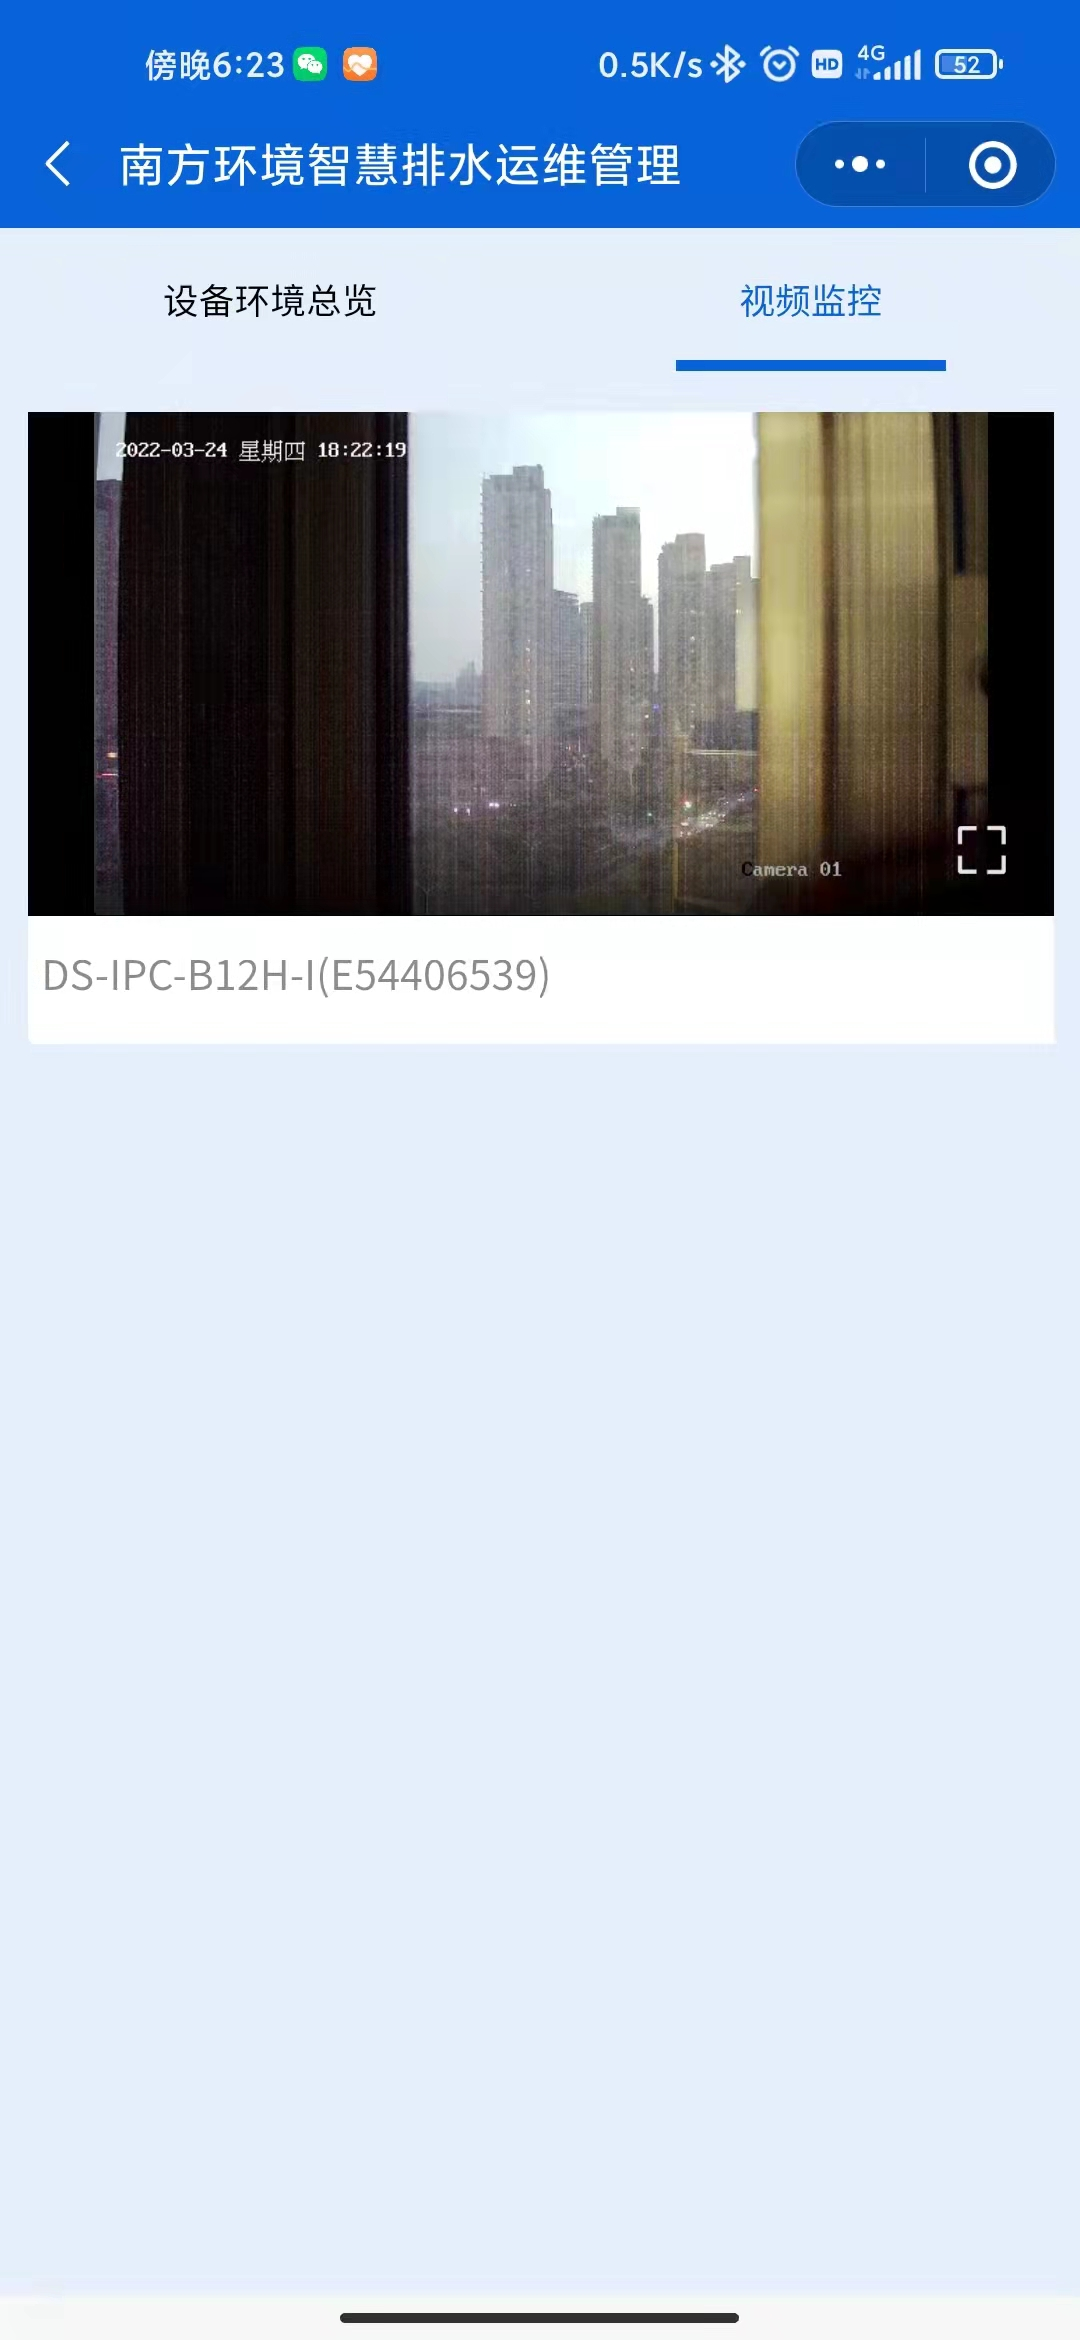 傍晚6:23 0.5K/s HD 4G 52
南方环境智慧排水运维管理
设备环境总览 视频监控
2022-03-24 星期四 18:22:19
Camera 01
DS-IPC-B12H-I(E54406539)